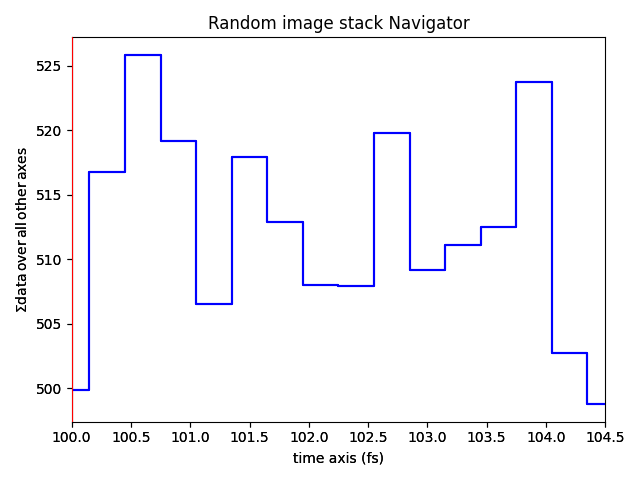 Random image stack Navigator
525
520
515
510
505
500
Σdata over all other axes
100.0 100.5 101.0 101.5 102.0 102.5 103.0 103.5 104.0 104.5
time axis (fs)